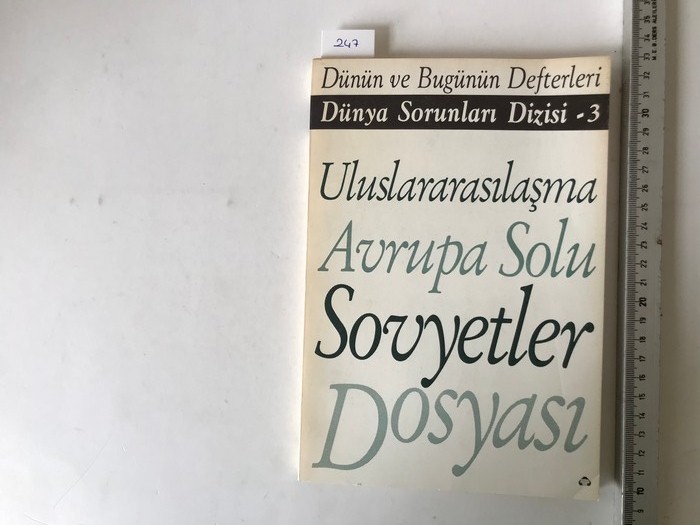 247
Dünün ve Bugünün Defterleri
Dünya Sorunları Dizisi - 3
Uluslararasılaşma
Avrupa Solu
Sovyetler
Dosyası